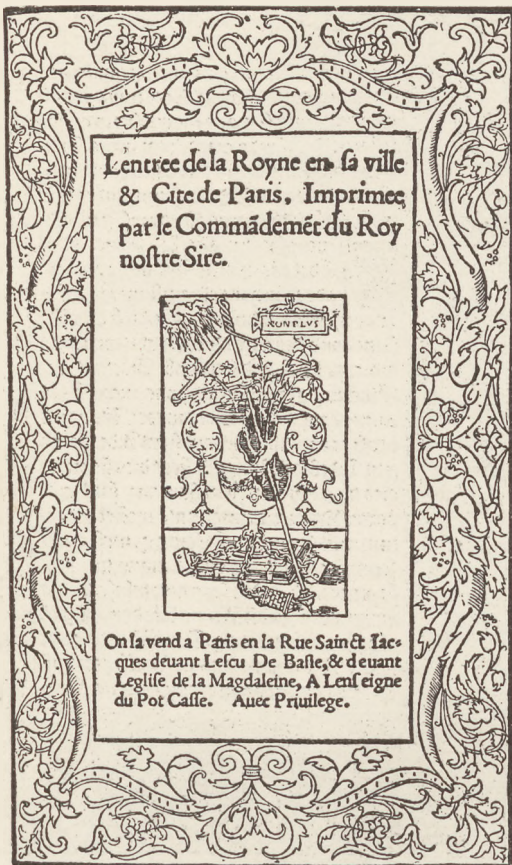 Lentree de la Royne en sa ville
& Cite de Paris, Imprimee
par le Commãdemẽt du Roy
nostre Sire.
NON PLVS
On la vend a Paris en la Rue Sainct Iac-
ques deuant Lescu De Basle, & deuant
Leglise de la Magdaleine, A Lenseigne
du Pot Casse. Auec Priuilege.